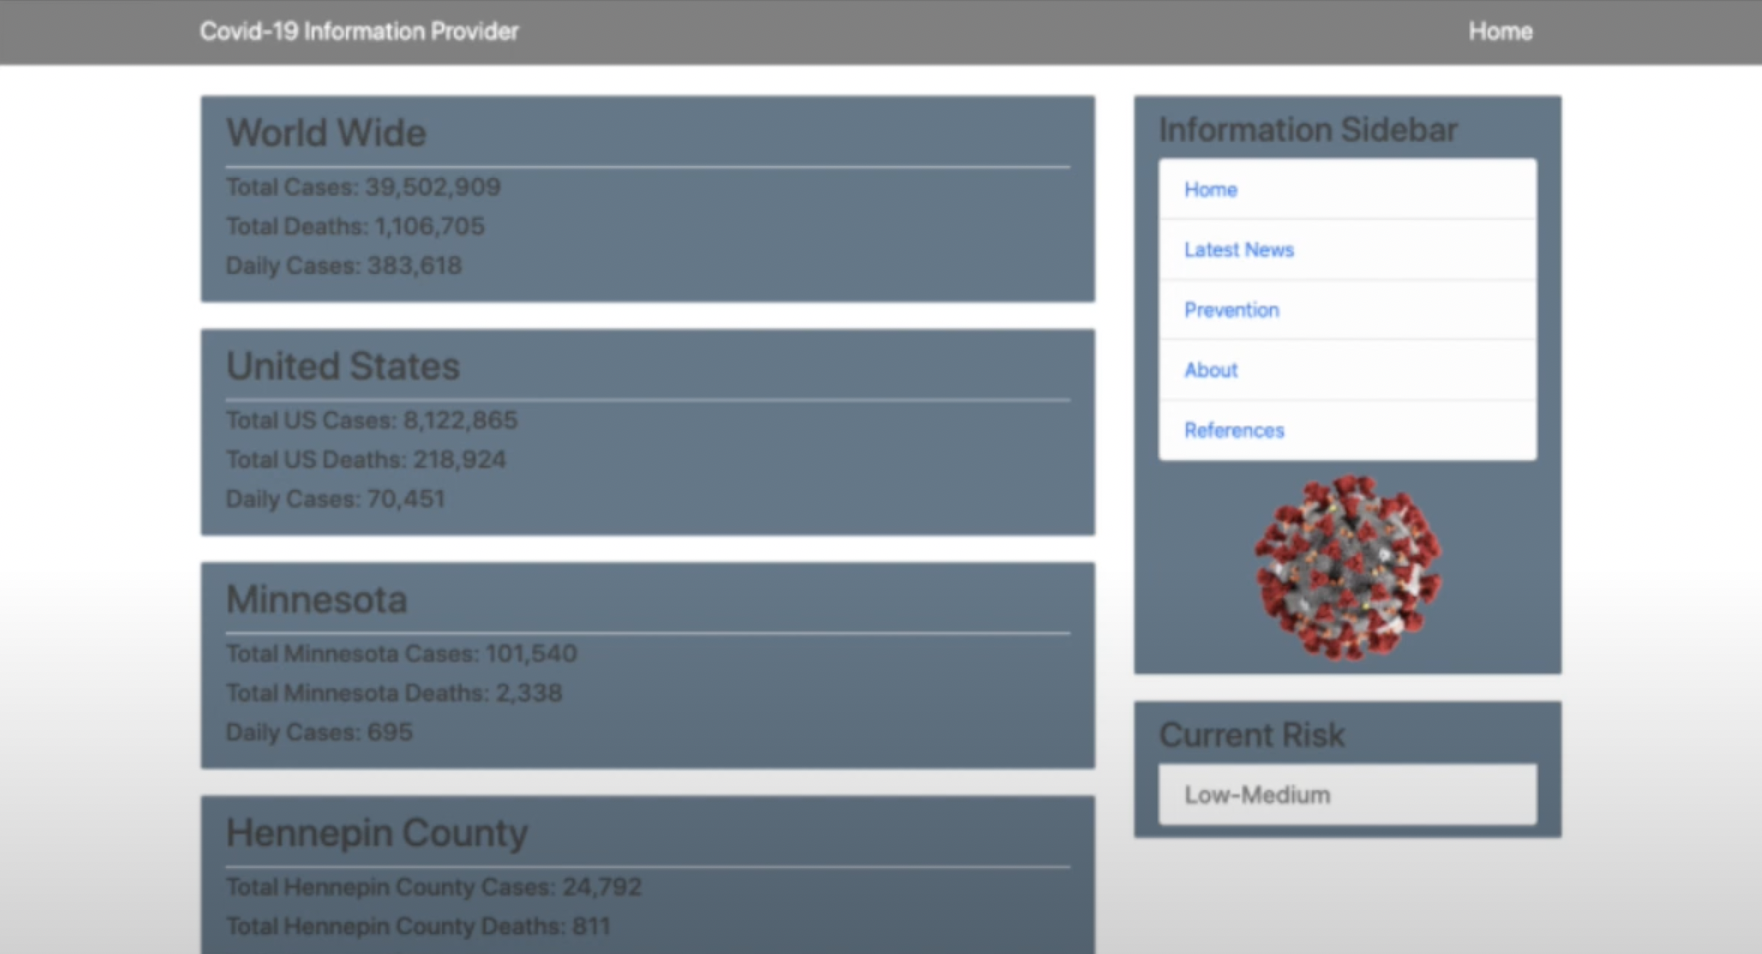 Covid-19 Information Provider
Home
World Wide
Total Cases: 39,502,909
Total Deaths: 1,106,705
Daily Cases: 383,618
United States
Total US Cases: 8,122,865
Total US Deaths: 218,924
Daily Cases: 70,451
Minnesota
Total Minnesota Cases: 101,540
Total Minnesota Deaths: 2,338
Daily Cases: 695
Hennepin County
Total Hennepin County Cases: 24,792
Total Hennepin County Deaths: 811
Information Sidebar
Home
Latest News
Prevention
About
References
Current Risk
Low-Medium